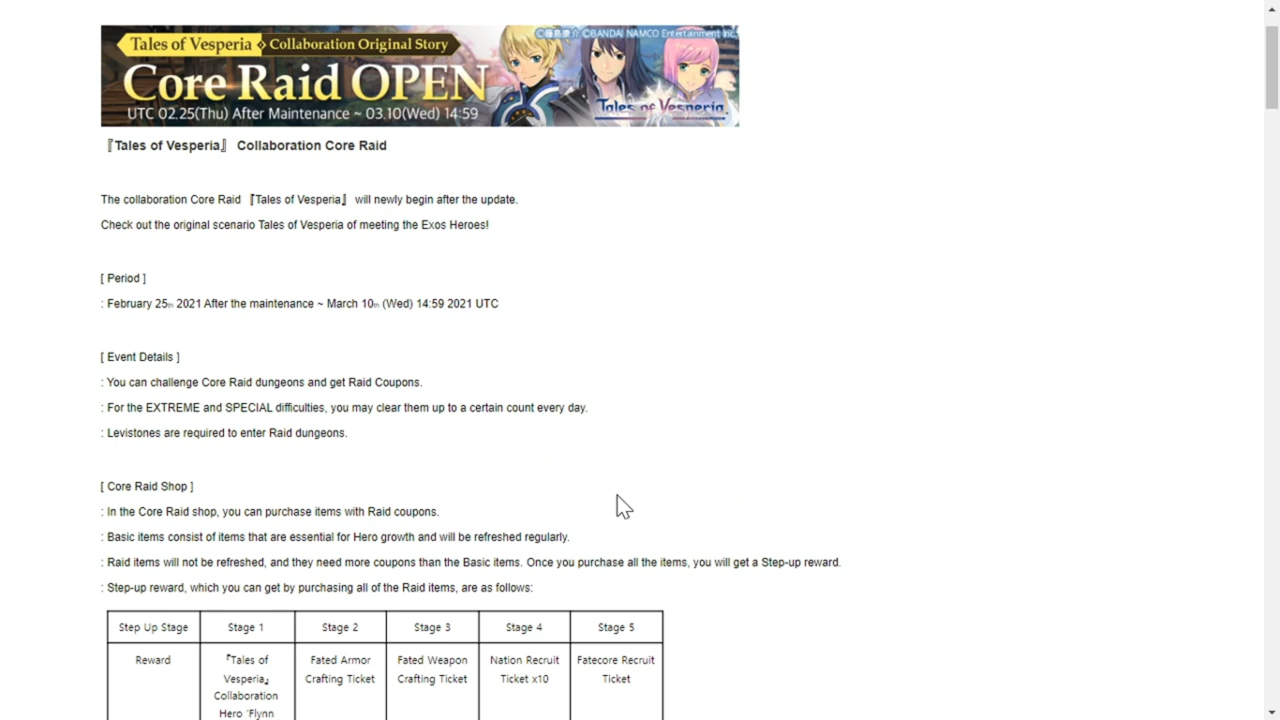 ©藤島康介 ©BANDAI NAMCO Entertainment Inc.
Tales of Vesperia Collaboration Original Story
Core Raid OPEN
UTC 02.25(Thu) After Maintenance ~ 03.10(Wed) 14:59
Tales of Vesperia
『Tales of Vesperia』 Collaboration Core Raid
The collaboration Core Raid 『Tales of Vesperia』 will newly begin after the update.
Check out the original scenario Tales of Vesperia of meeting the Exos Heroes!
[ Period ]
: February 25th 2021 After the maintenance ~ March 10th (Wed) 14:59 2021 UTC
[ Event Details ]
: You can challenge Core Raid dungeons and get Raid Coupons.
: For the EXTREME and SPECIAL difficulties, you may clear them up to a certain count every day.
: Levistones are required to enter Raid dungeons.
[ Core Raid Shop ]
: In the Core Raid shop, you can purchase items with Raid coupons.
: Basic items consist of items that are essential for Hero growth and will be refreshed regularly.
: Raid items will not be refreshed, and they need more coupons than the Basic items. Once you purchase all the items, you will get a Step-up reward.
: Step-up reward, which you can get by purchasing all of the Raid items, are as follows:
Step Up Stage Stage 1 Stage 2 Stage 3 Stage 4 Stage 5
Reward 『Tales of Fated Armor Fated Weapon Nation Recruit Fatecore Recruit
Vesperia』 Crafting Ticket Crafting Ticket Ticket x10 Ticket
Collaboration
Hero 'Flynn